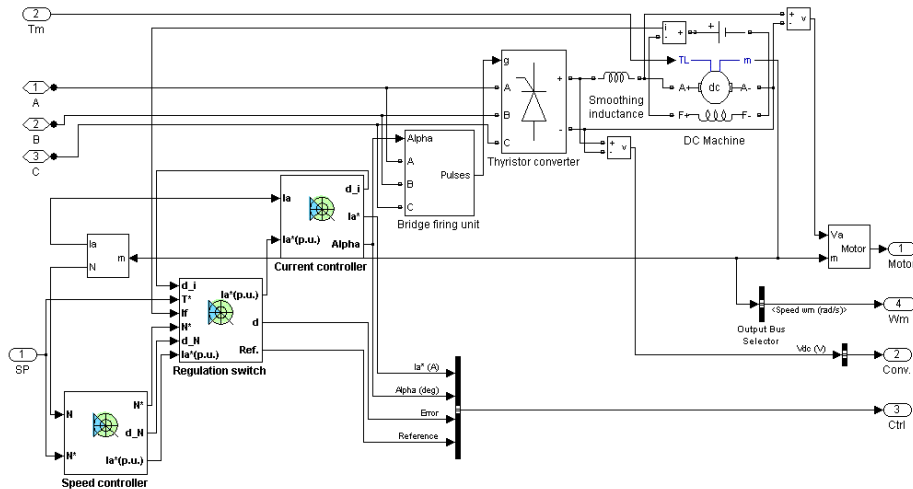 2
Tm
1
A
2
B
3
C
g
A
B
C
+
-
Thyristor converter
Smoothing
inductance
i
+
-
+
TL
m
A+
dc
A-
F+
F-
DC Machine
+
-
v
+
-
v
Alpha
A
B
C
Pulses
Bridge firing unit
Ia
Ia*(p.u.)
d_i
Ia*
Alpha
Current controller
Ia
N
m
d_i
T*
If
N*
d_N
Ia*(p.u.)
Ia*(p.u.)
d
Ref.
Regulation switch
1
SP
N
N*
N*
d_N
Ia*(p.u.)
Speed controller
Va
m
Motor
1
Motor
<Speed wm (rad/s)>
Output Bus
Selector
4
Wm
Vdc (V)
2
Conv.
Ia* (A)
Alpha (deg)
Error
Reference
3
Ctrl